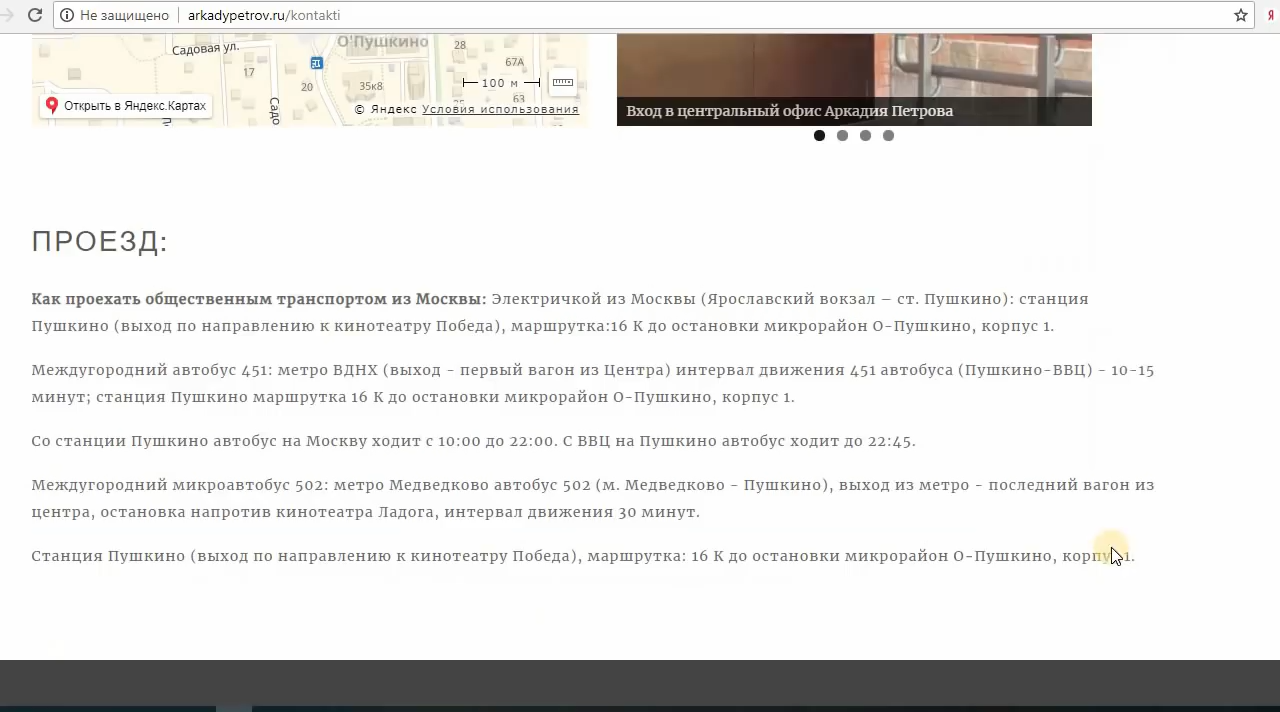 Не защищено
arkadypetrov.ru/kontakti
Я
Садовая ул.
О'Пушкино
28
17
20
35к8
67А
63
100 м
Садо
Открыть в Яндекс.Картах
© Яндекс Условия использования
Вход в центральный офис Аркадия Петрова
ПРОЕЗД:
Как проехать общественным транспортом из Москвы: Электричкой из Москвы (Ярославский вокзал – ст. Пушкино): станция
Пушкино (выход по направлению к кинотеатру Победа), маршрутка:16 К до остановки микрорайон О-Пушкино, корпус 1.
Междугородний автобус 451: метро ВДНХ (выход - первый вагон из Центра) интервал движения 451 автобуса (Пушкино-ВВЦ) - 10-15
минут; станция Пушкино маршрутка 16 К до остановки микрорайон О-Пушкино, корпус 1.
Со станции Пушкино автобус на Москву ходит с 10:00 до 22:00. С ВВЦ на Пушкино автобус ходит до 22:45.
Междугородний микроавтобус 502: метро Медведково автобус 502 (м. Медведково - Пушкино), выход из метро - последний вагон из
центра, остановка напротив кинотеатра Ладога, интервал движения 30 минут.
Станция Пушкино (выход по направлению к кинотеатру Победа), маршрутка: 16 К до остановки микрорайон О-Пушкино, корпус 1.